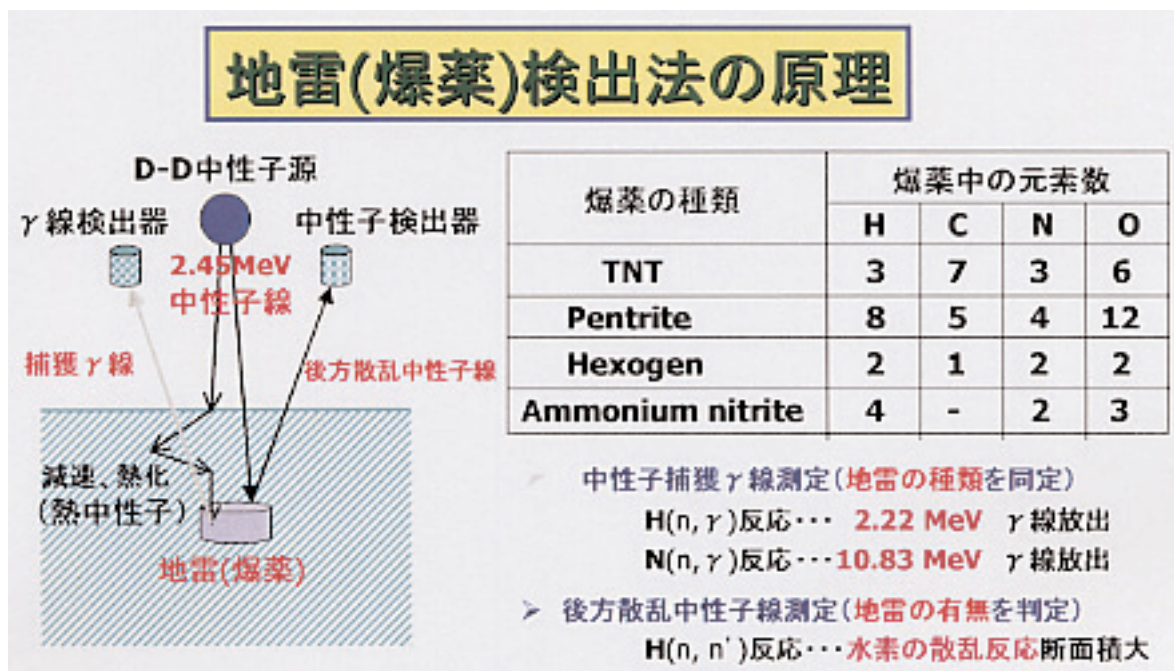 地雷(爆薬)検出法の原理
D-D中性子源
γ線検出器
中性子検出器
2.45MeV
中性子線
捕獲γ線
後方散乱中性子線
減速、熱化
(熱中性子)
地雷(爆薬)
爆薬の種類
爆薬中の元素数
H C N O
TNT 3 7 3 6
Pentrite 8 5 4 12
Hexogen 2 1 2 2
Ammonium nitrite 4 - 2 3
中性子捕獲γ線測定(地雷の種類を同定)
H(n,γ)反応･･･ 2.22 MeV γ線放出
N(n,γ)反応･･･10.83 MeV γ線放出
➢ 後方散乱中性子線測定(地雷の有無を判定)
H(n, n')反応･･･水素の散乱反応断面積大